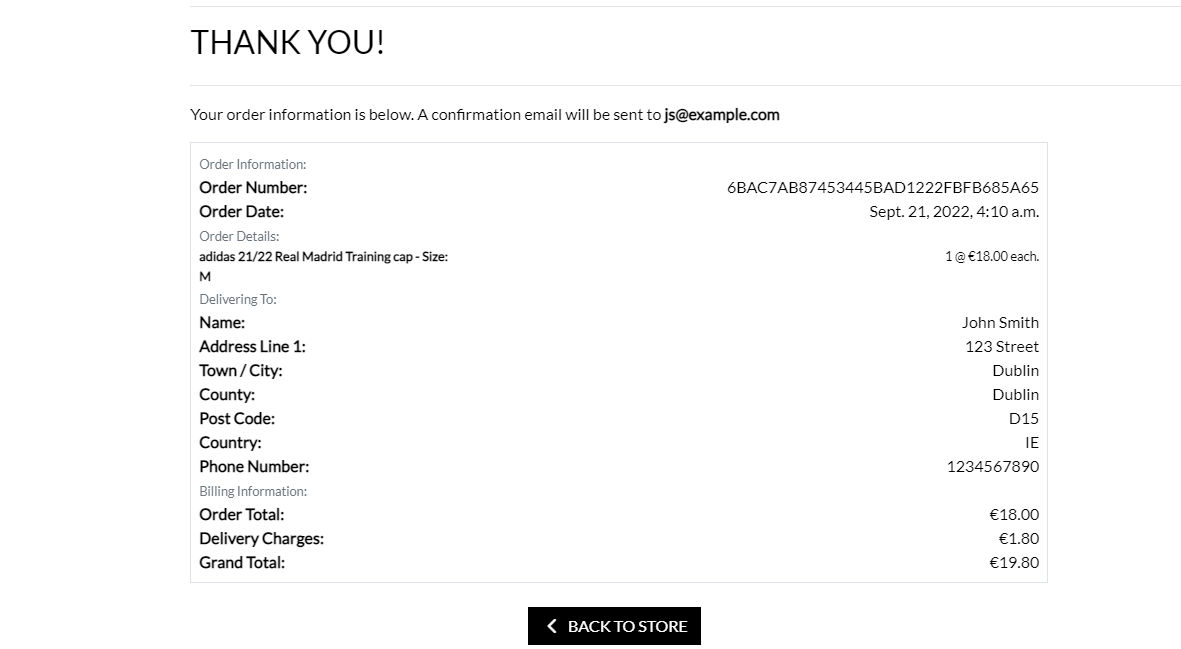 THANK YOU!
Your order information is below. A confirmation email will be sent to js@example.com
Order Information:
Order Number: 6BAC7AB87453445BAD1222FBFB685A65
Order Date: Sept. 21, 2022, 4:10 a.m.
Order Details:
adidas 21/22 Real Madrid Training cap - Size: 1 @ €18.00 each.
M
Delivering To:
Name: John Smith
Address Line 1: 123 Street
Town / City: Dublin
County: Dublin
Post Code: D15
Country: IE
Phone Number: 1234567890
Billing Information:
Order Total: €18.00
Delivery Charges: €1.80
Grand Total: €19.80
BACK TO STORE